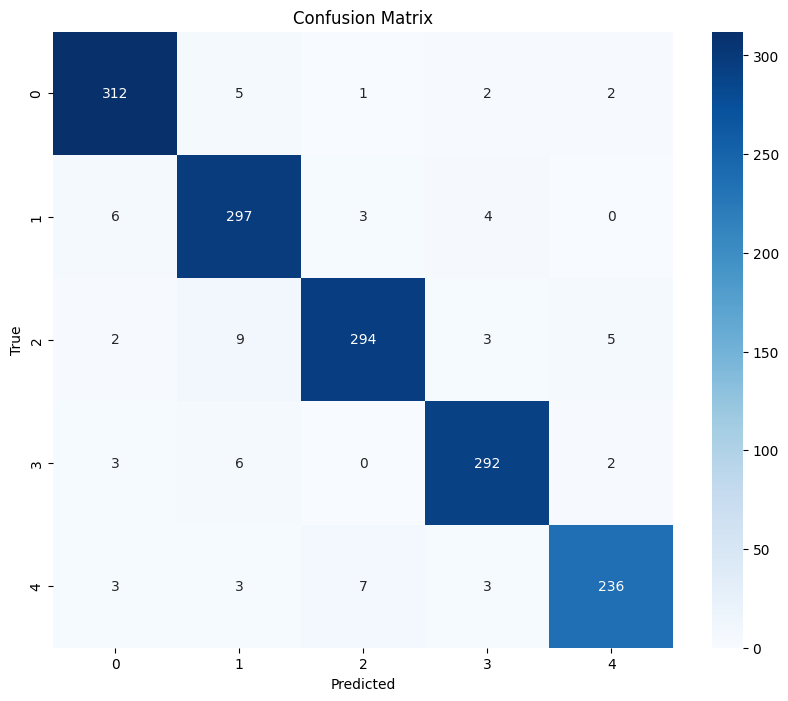 Confusion Matrix
0 312 5 1 2 2
1 6 297 3 4 0
2 2 9 294 3 5
3 3 6 0 292 2
4 3 3 7 3 236
0 1 2 3 4
Predicted
True
300
250
200
150
100
50
0